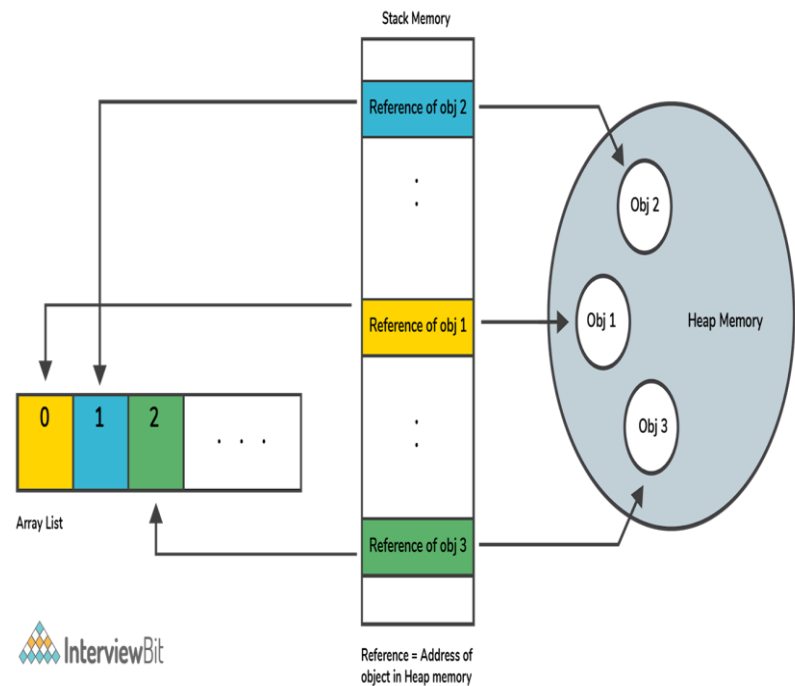 Stack Memory
Reference of obj 2
Obj 2
Reference of obj 1
Obj 1
Heap Memory
0 1 2 . . .
Obj 3
Array List
Reference of obj 3
InterviewBit
Reference = Address of
object in Heap memory